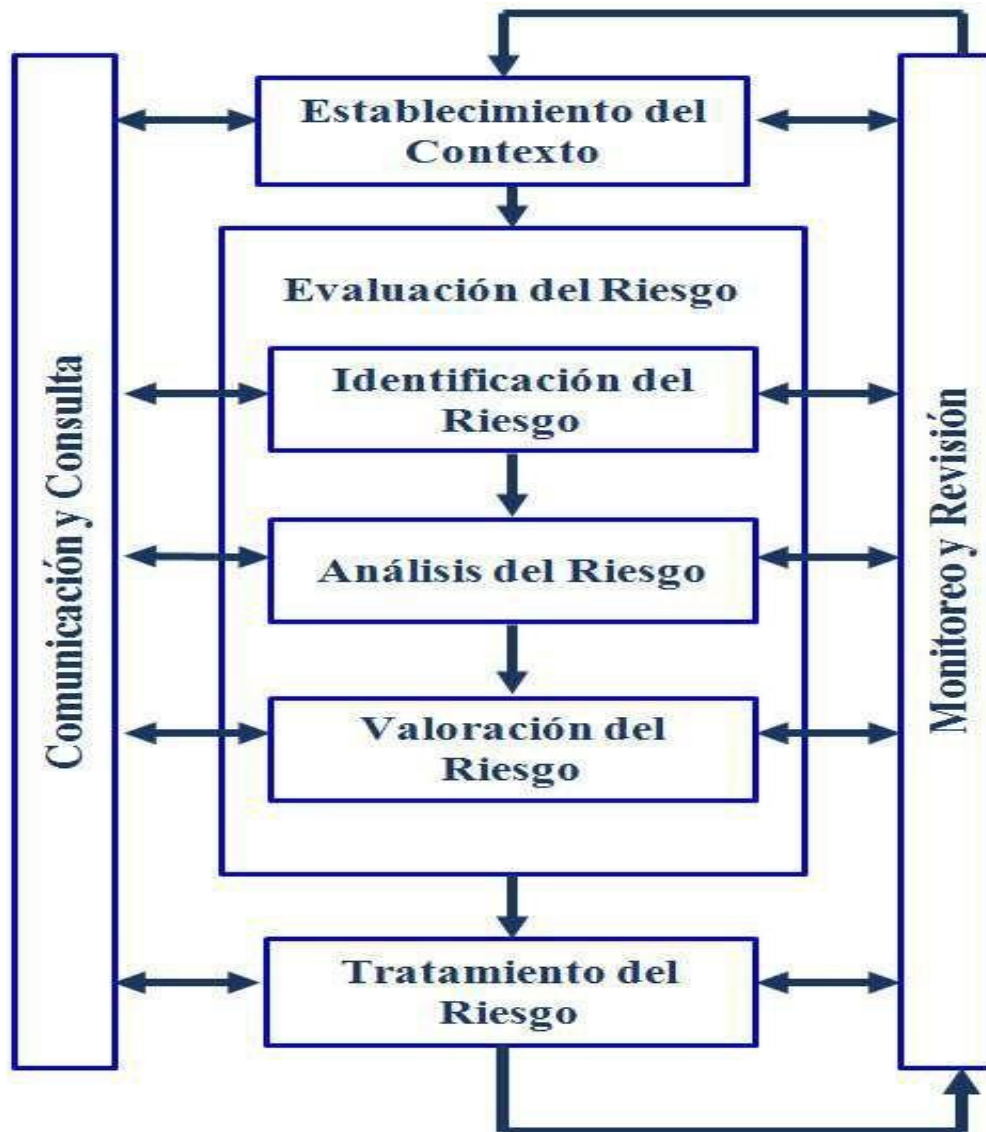 Establecimiento del
Contexto
Evaluación del Riesgo
Identificación del
Riesgo
Análisis del Riesgo
Valoración del
Riesgo
Tratamiento del
Riesgo
Comunicación y Consulta
Monitoreo y Revisión